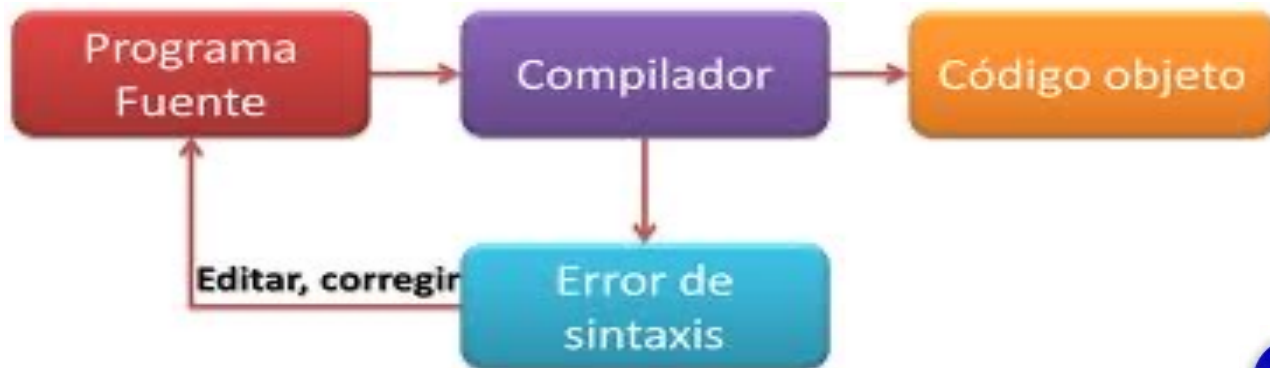 Programa
Fuente
Compilador
Código objeto
Editar, corregir
Error de
sintaxis